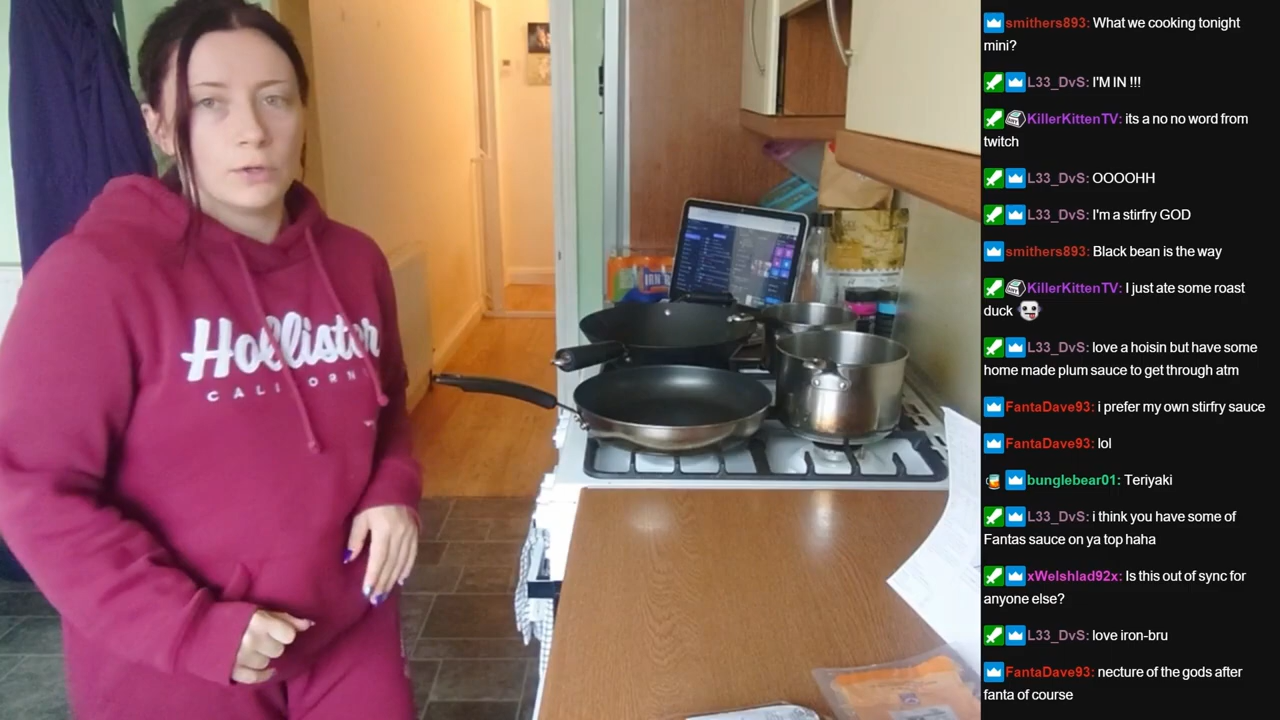 Hollister
CALIFORNI
IRN
smithers893: What we cooking tonight
mini?
L33_DvS: I'M IN !!!
KillerKittenTV: its a no no word from
twitch
L33_DvS: OOOOHH
L33_DvS: I'm a stirfry GOD
smithers893: Black bean is the way
KillerKittenTV: I just ate some roast
duck
L33_DvS: love a hoisin but have some
home made plum sauce to get through atm
FantaDave93: i prefer my own stirfry sauce
FantaDave93: lol
bunglebear01: Teriyaki
L33_DvS: i think you have some of
Fantas sauce on ya top haha
xWelshlad92x: Is this out of sync for
anyone else?
L33_DvS: love iron-bru
FantaDave93: necture of the gods after
fanta of course